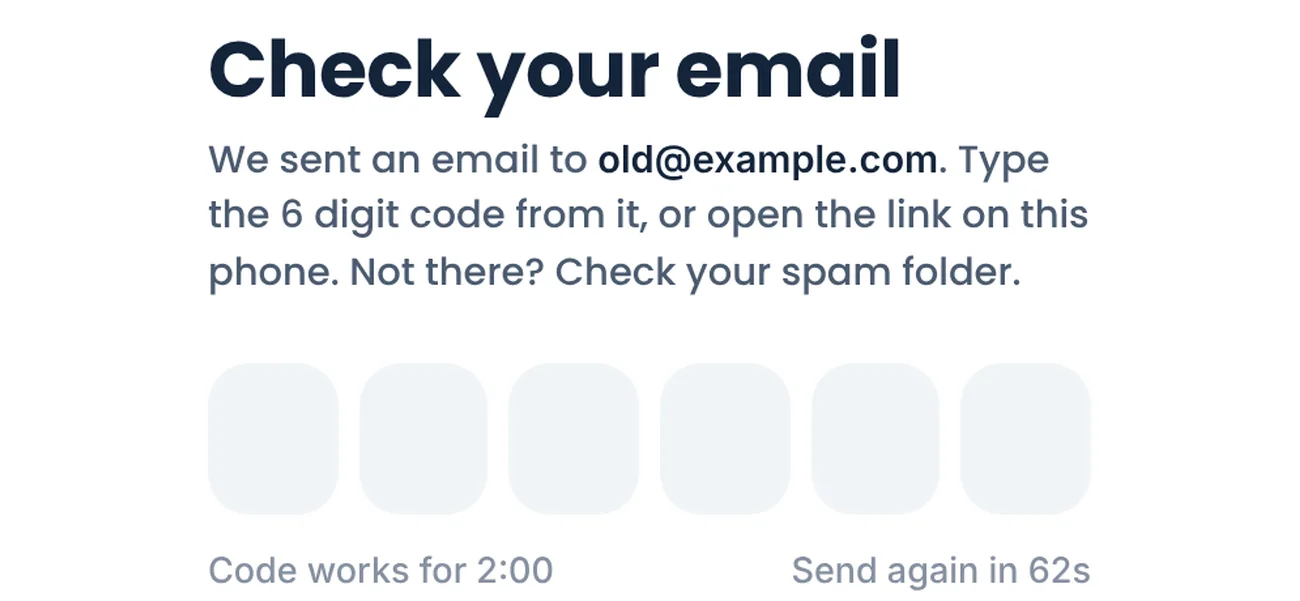 Check your email
We sent an email to old@example.com. Type
the 6 digit code from it, or open the link on this
phone. Not there? Check your spam folder.
Code works for 2:00
Send again in 62s